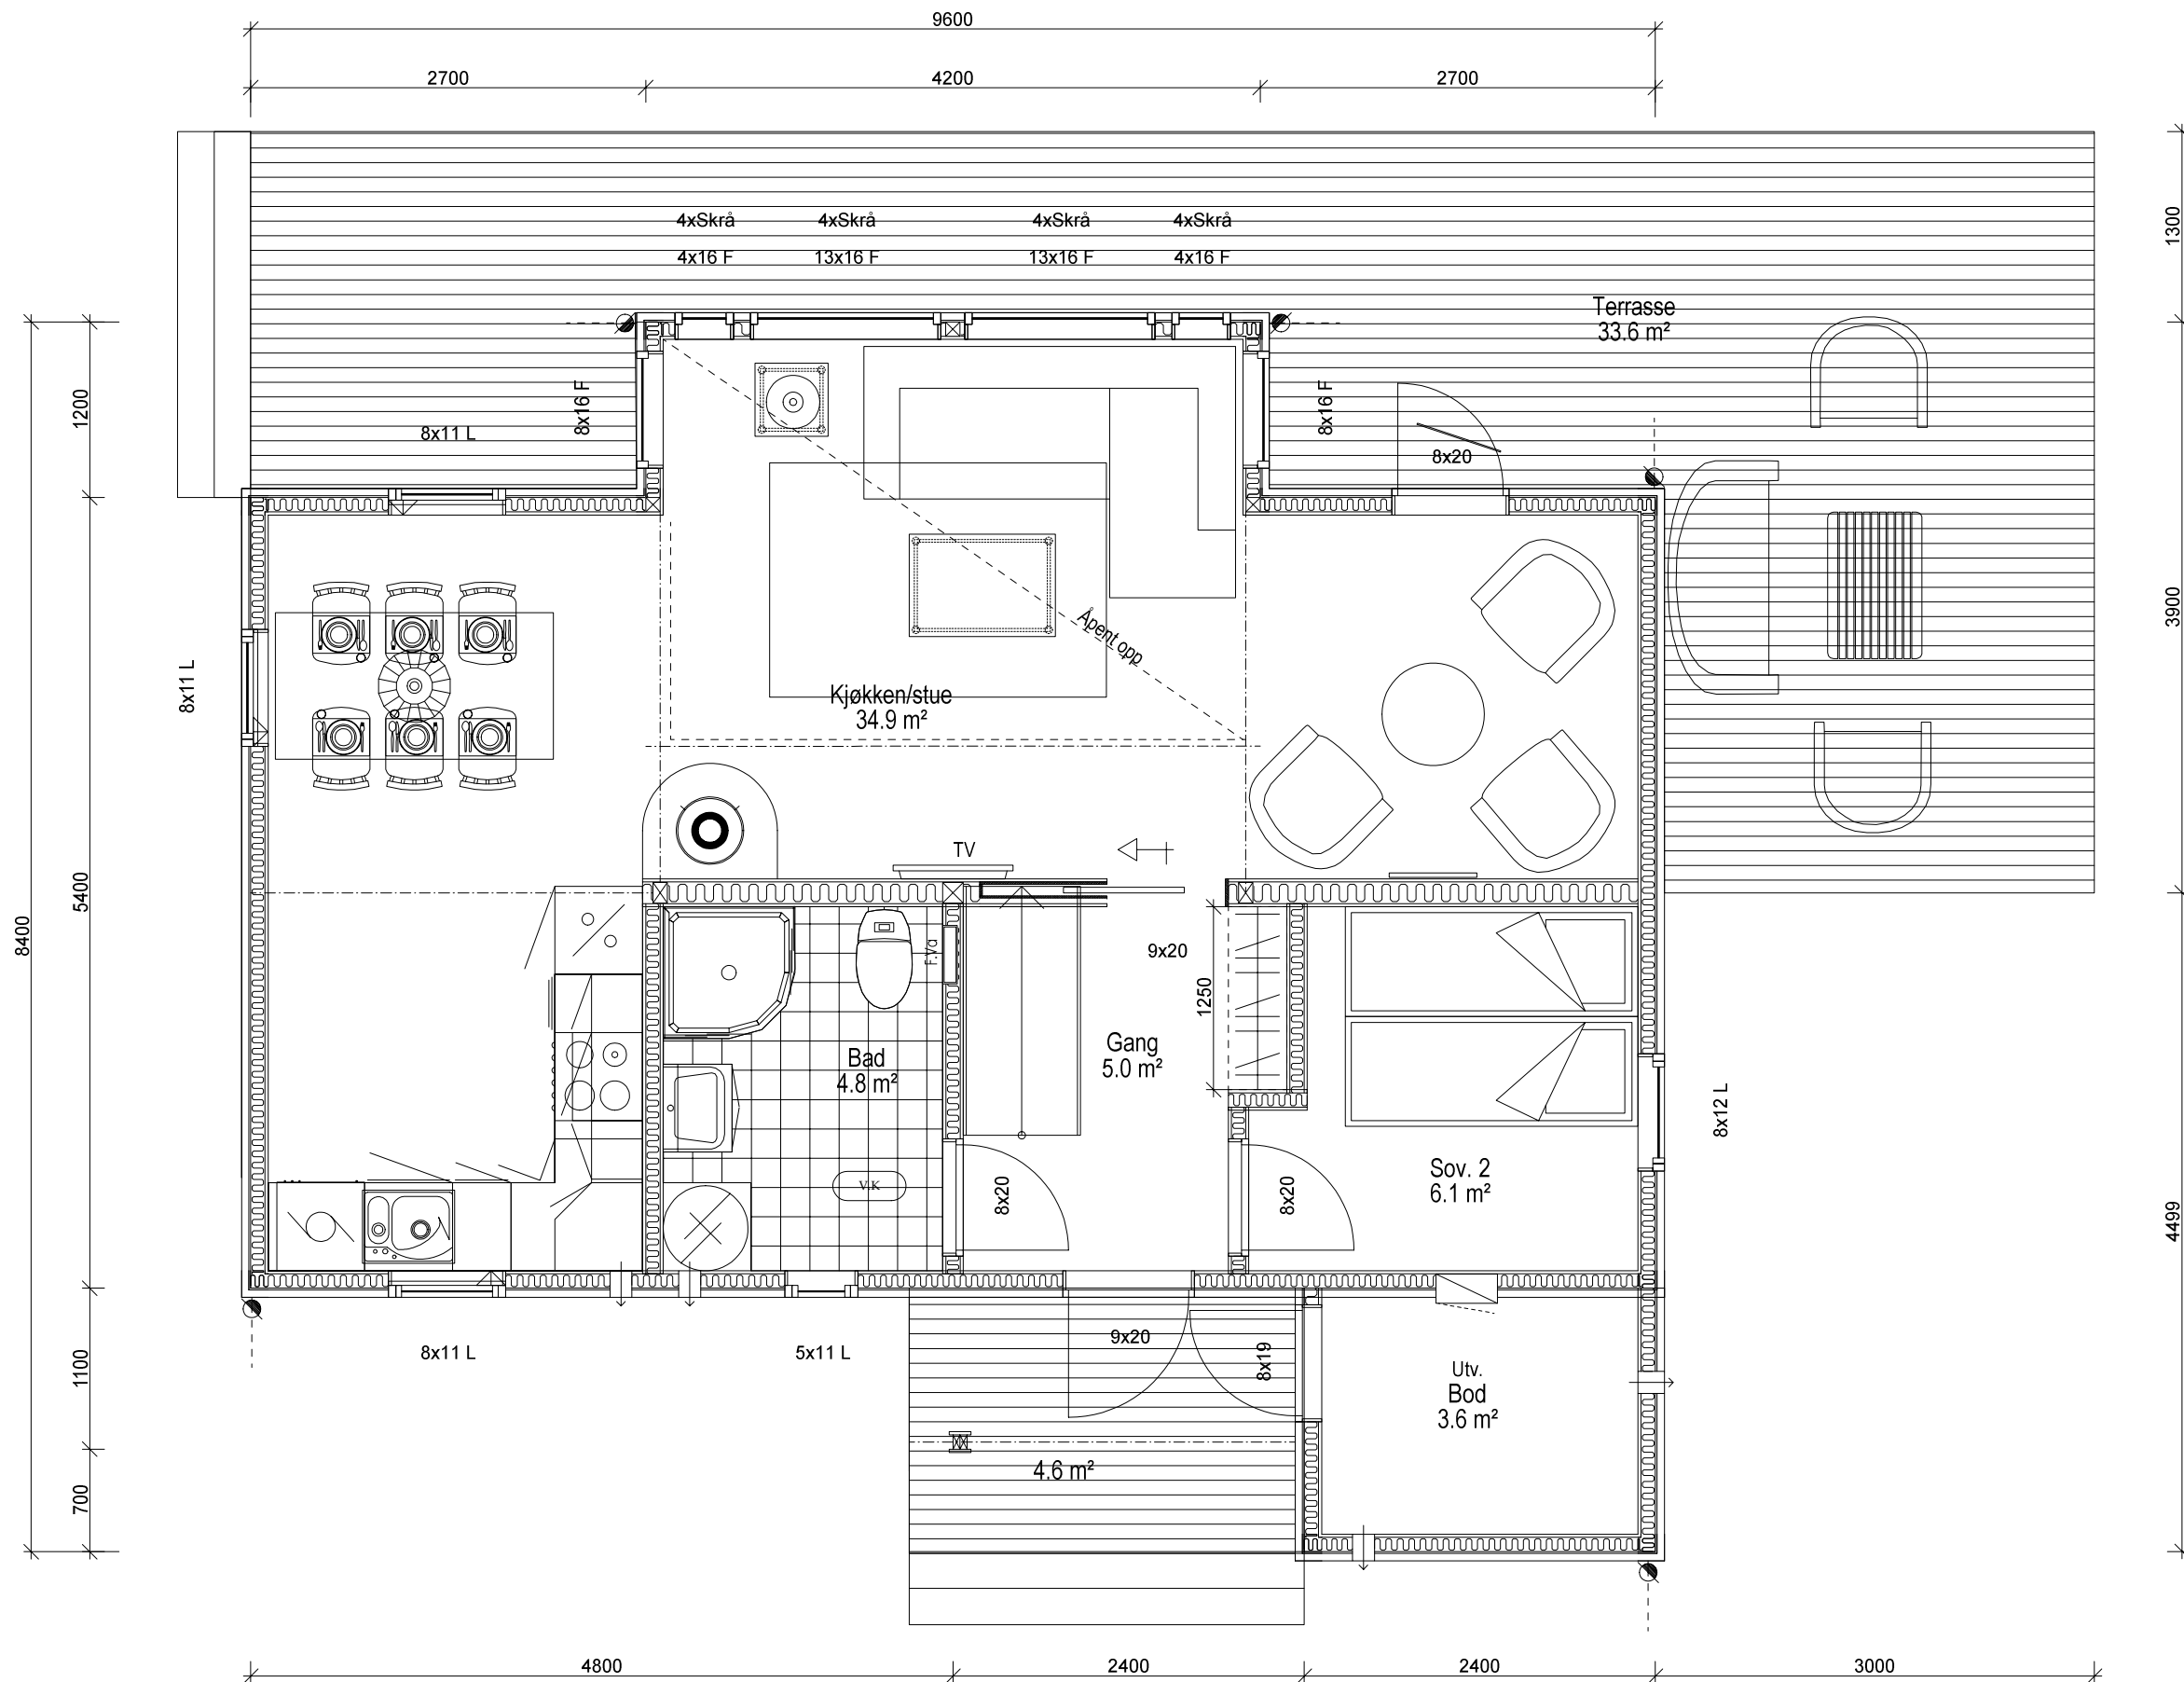 9600
2700 4200 2700
4xSkrå 4xSkrå 4xSkrå 4xSkrå
4x16 F 13x16 F 13x16 F 4x16 F
1300
Terrasse
33.6 m²
1200
8x11 L
8x16 F
8x16 F
8x20
3900
8x11 L
Åpent opp
Kjøkken/stue
34.9 m²
TV
5400
8400
F.Va
9x20
1250
Gang
5.0 m²
Bad
4.8 m²
8x12 L
Sov. 2
6.1 m²
V.K
8x20
8x20
4499
8x11 L
5x11 L
9x20
8x19
1100
Utv.
Bod
3.6 m²
4.6 m²
700
4800 2400 2400 3000